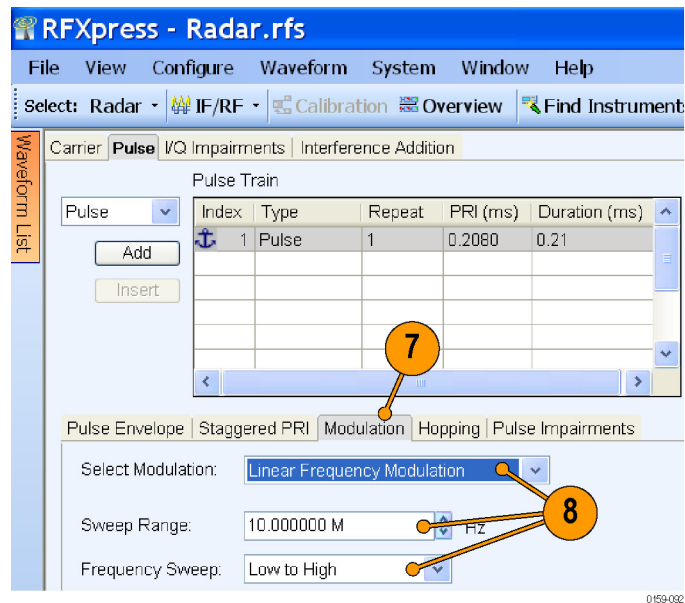 RFXpress - Radar.rfs
File View Configure Waveform System Window Help
Select: Radar IF/RF Calibration Overview Find Instruments
Waveform List
Carrier Pulse I/Q Impairments Interference Addition
Pulse Train
Pulse
Index Type Repeat PRI (ms) Duration (ms)
1 Pulse 1 0.2080 0.21
Add
Insert
7
Pulse Envelope Staggered PRI Modulation Hopping Pulse Impairments
Select Modulation: Linear Frequency Modulation
8
Sweep Range: 10.000000 M Hz
Frequency Sweep: Low to High
0159-092